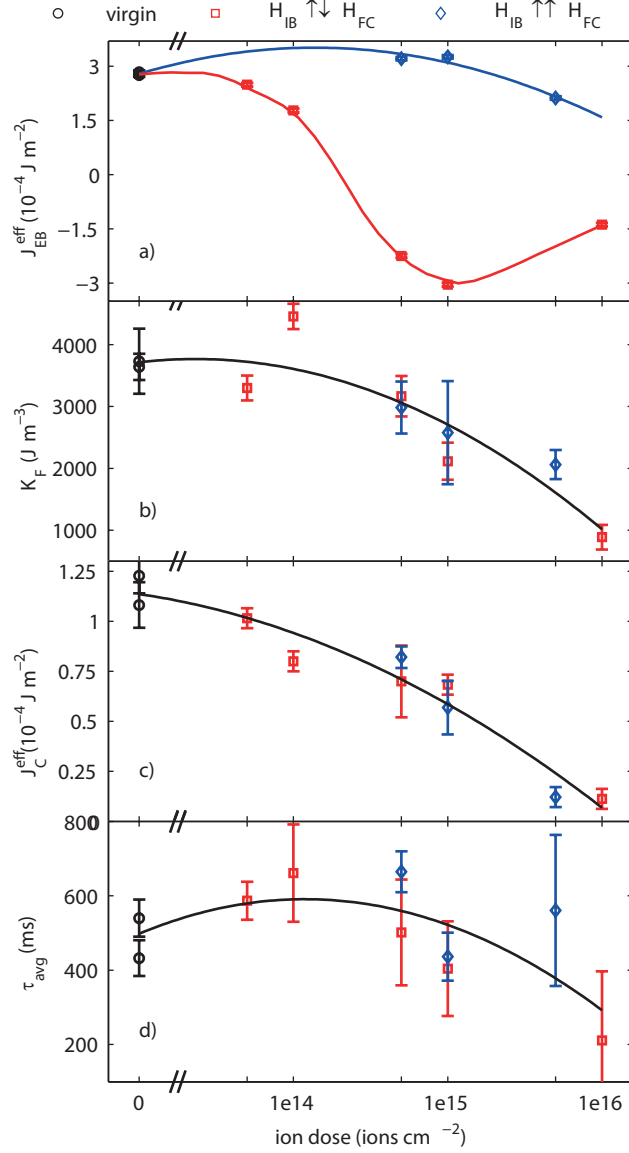 virgin H_IB ↑↓ H_FC H_IB ↑↑ H_FC
3
1.5
0
−1.5
−3
J_EB^eff (10^−4 J m^−2)
a)
4000
3000
2000
1000
K_F (J m^−3)
b)
1.25
1
0.75
0.5
0.25
0
J_C^eff (10^−4 J m^−2)
c)
800
600
400
200
τ_avg (ms)
d)
0 1e14 1e15 1e16
ion dose (ions cm^−2)